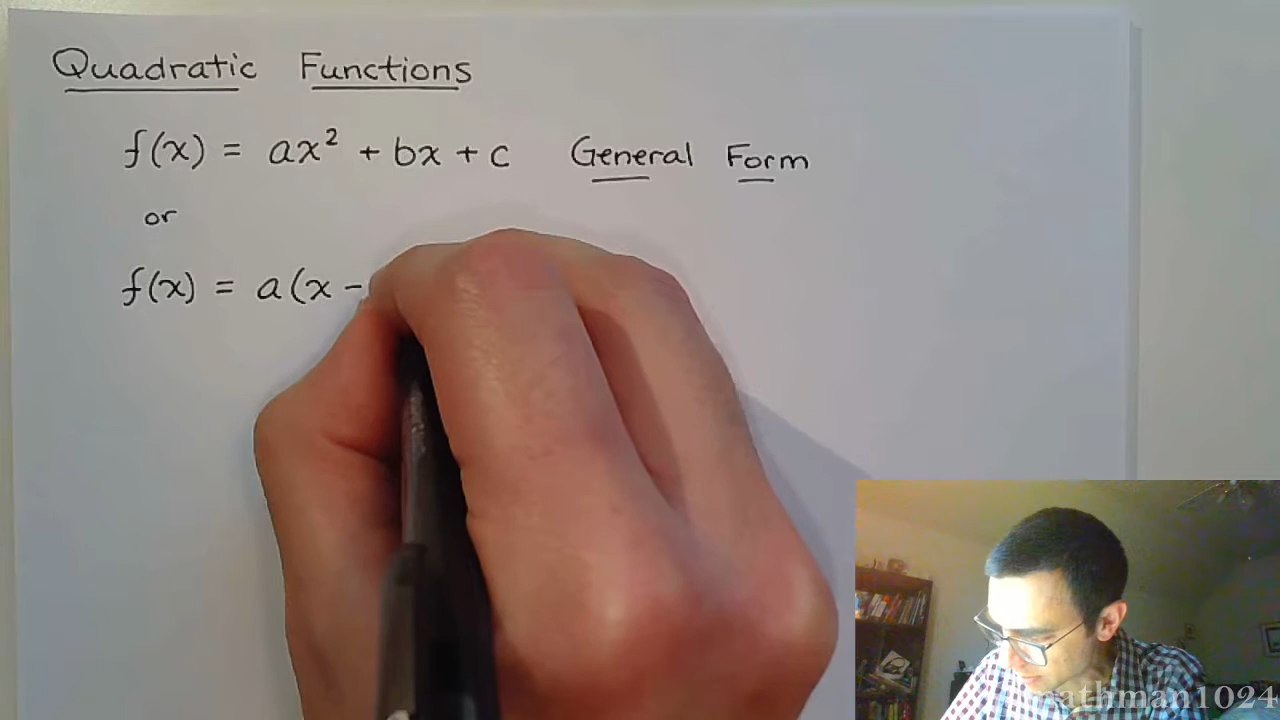 Quadratic Functions
f(x) = ax² + bx + c General Form
or
f(x) = a(x -
mathman1024